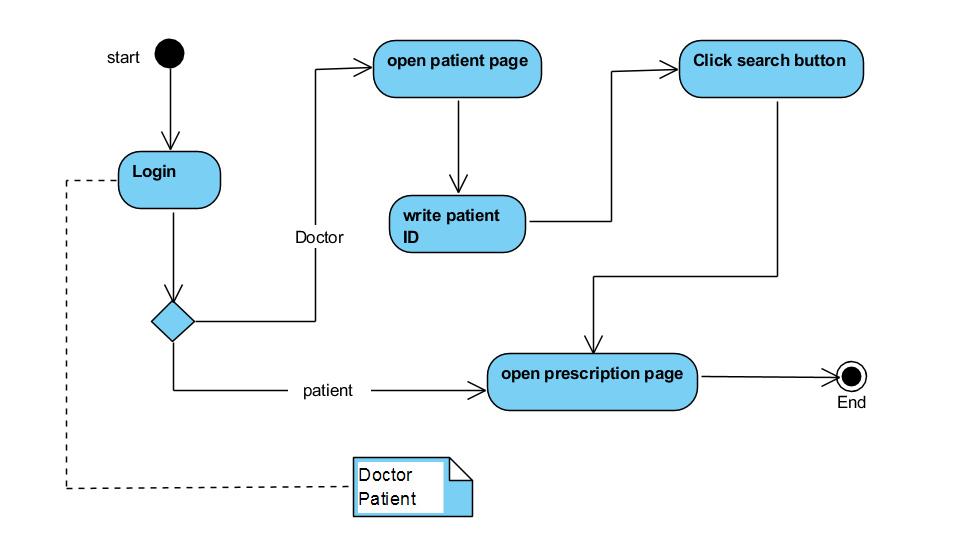 start
open patient page
Click search button
Login
write patient
ID
Doctor
open prescription page
patient
End
Doctor
Patient